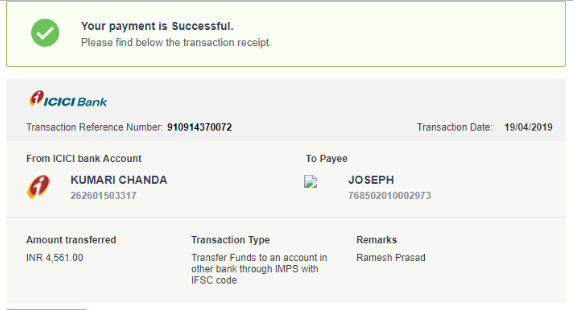 Your payment is Successful.
Please find below the transaction receipt.
ICICI Bank
Transaction Reference Number: 910914370072
Transaction Date: 19/04/2019
From ICICI bank Account
To Payee
KUMARI CHANDA
JOSEPH
262601503317
768502010002973
Amount transferred
Transaction Type
Remarks
INR 4,561.00
Transfer Funds to an account in
Ramesh Prasad
other bank through IMPS with
IFSC code